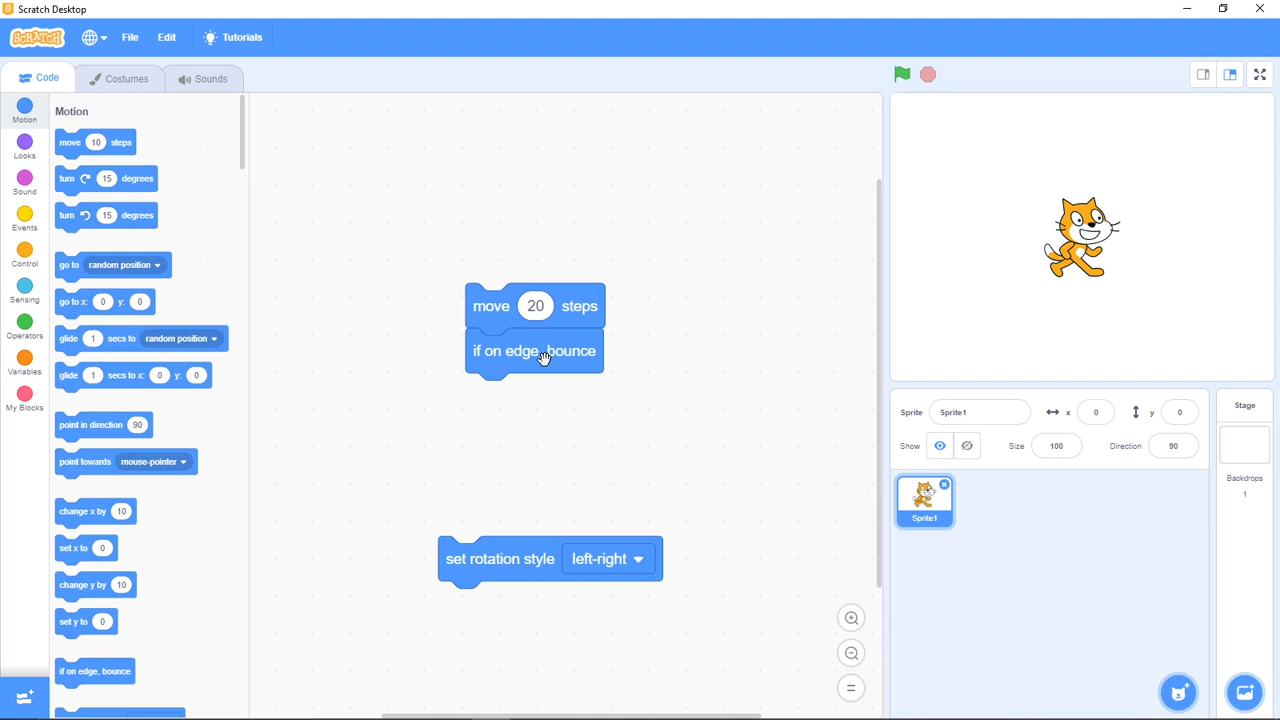 Scratch Desktop
SCRATCH File Edit Tutorials
Code Costumes Sounds
Motion
Looks
Sound
Events
Control
Sensing
Operators
Variables
My Blocks
Motion
move 10 steps
turn 15 degrees
turn 15 degrees
go to random position
go to x: 0 y: 0
glide 1 secs to random position
glide 1 secs to x: 0 y: 0
point in direction 90
point towards mouse-pointer
change x by 10
set x to 0
change y by 10
set y to 0
if on edge, bounce
move 20 steps
if on edge, bounce
set rotation style left-right
Sprite Sprite1 x 0 y 0
Show Size 100 Direction 90
Sprite1
Stage
Backdrops
1